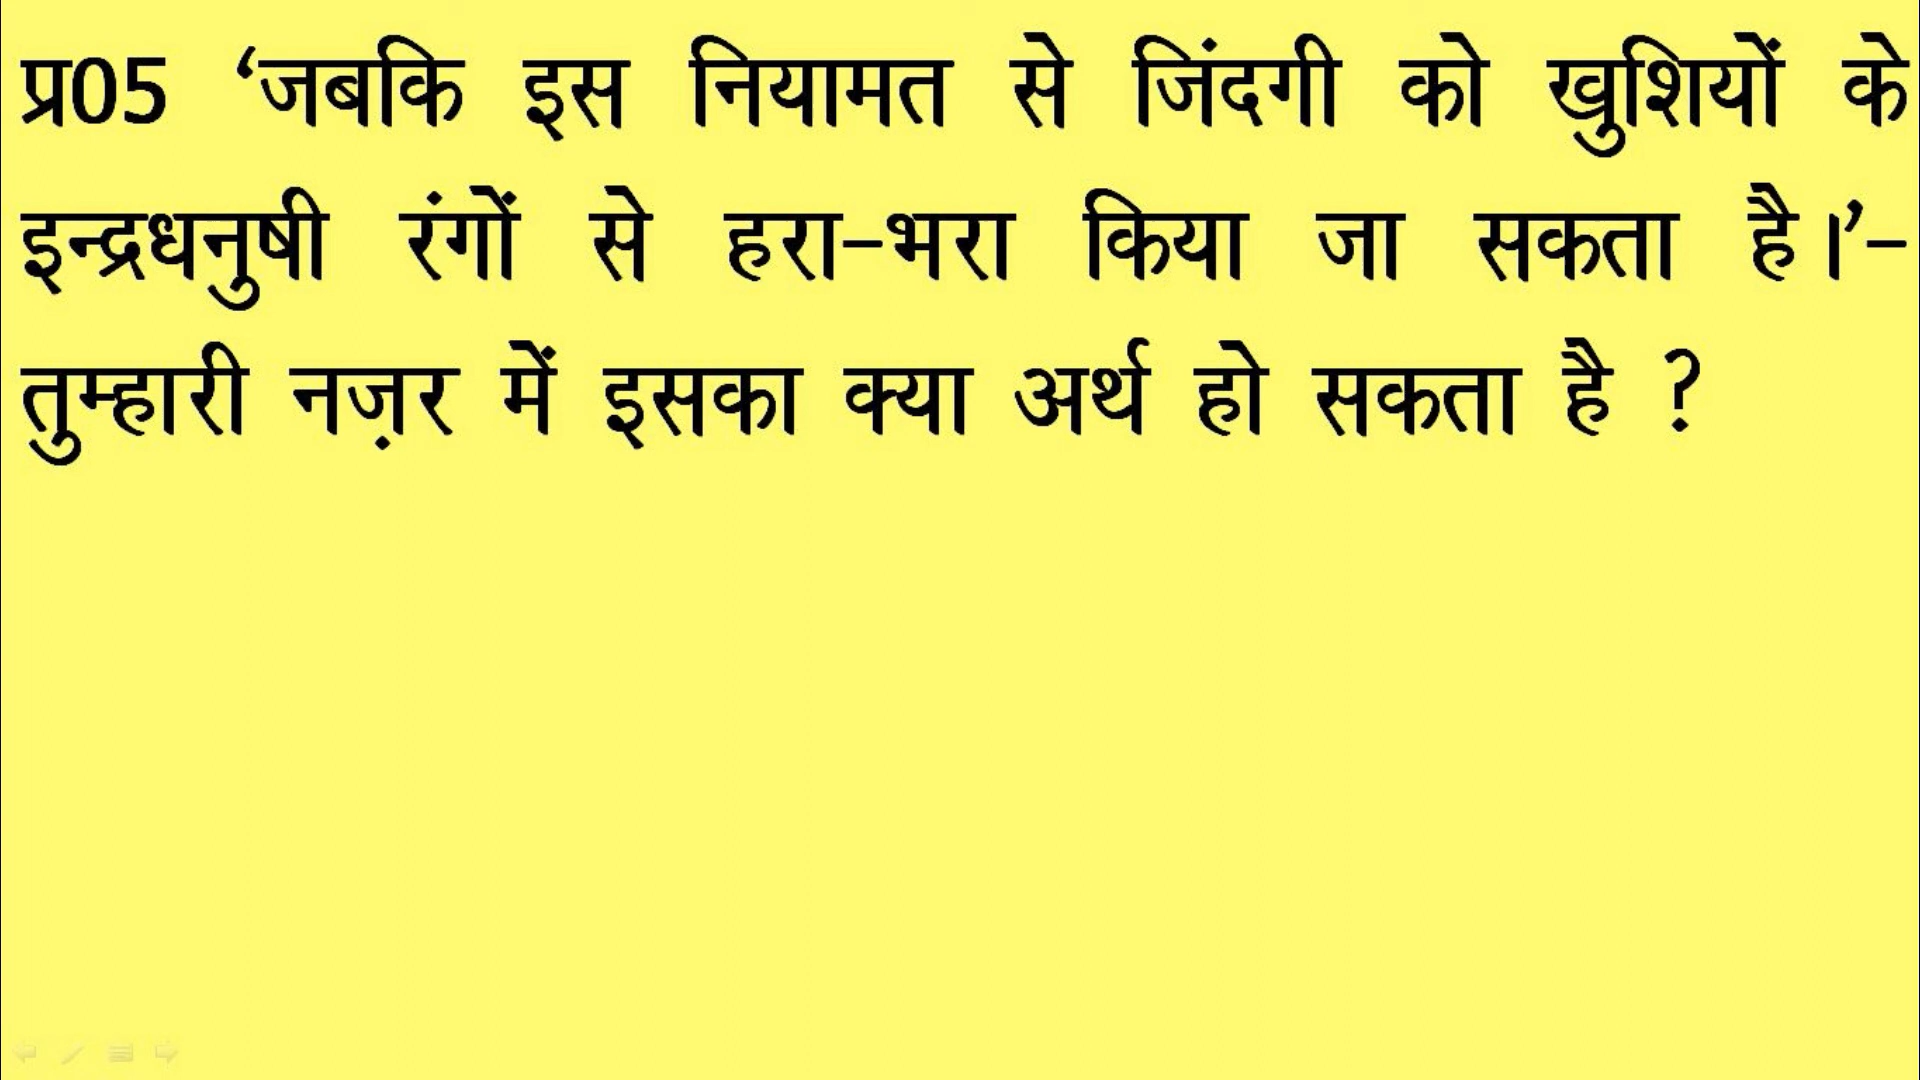 प्र05 ‘जबकि इस नियामत से जिंदगी को खुशियों के
इन्द्रधनुषी रंगों से हरा-भरा किया जा सकता है।’-
तुम्हारी नज़र में इसका क्या अर्थ हो सकता है ?